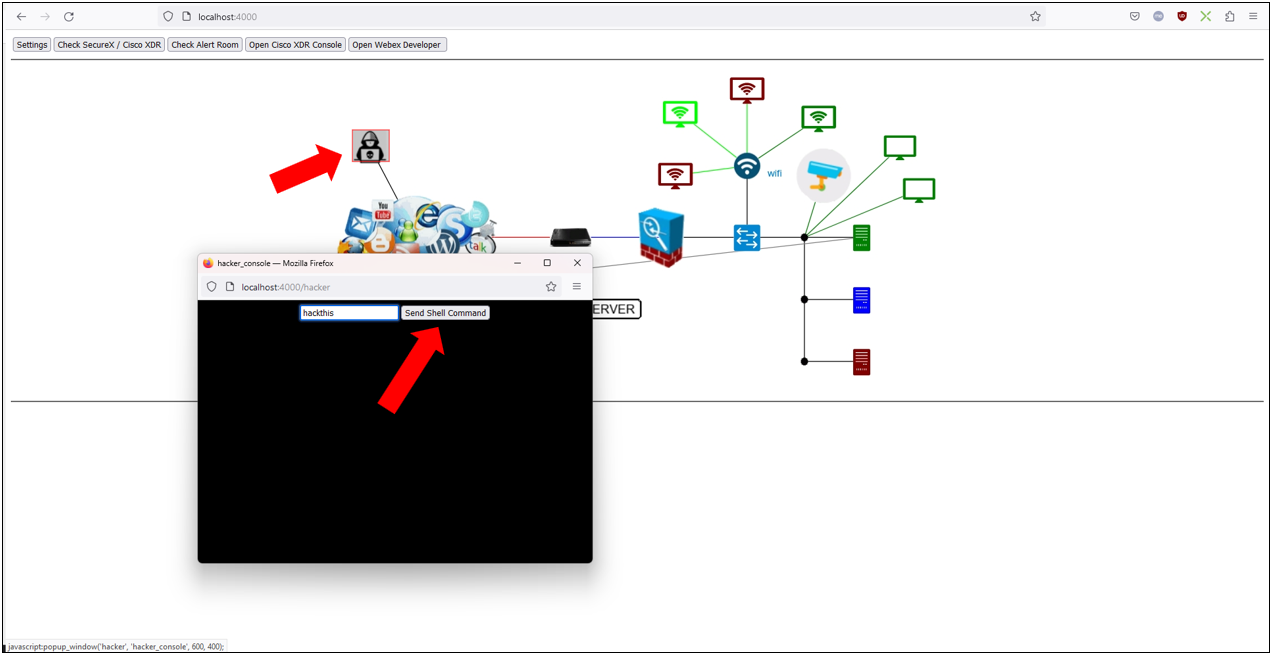 localhost:4000
Settings
Check SecureX / Cisco XDR
Check Alert Room
Open Cisco XDR Console
Open Webex Developer
wifi
You
Tube
talk
hacker_console — Mozilla Firefox
localhost:4000/hacker
hackthis
Send Shell Command
ERVER
javascript:popup_window('hacker', 'hacker_console', 600, 400);